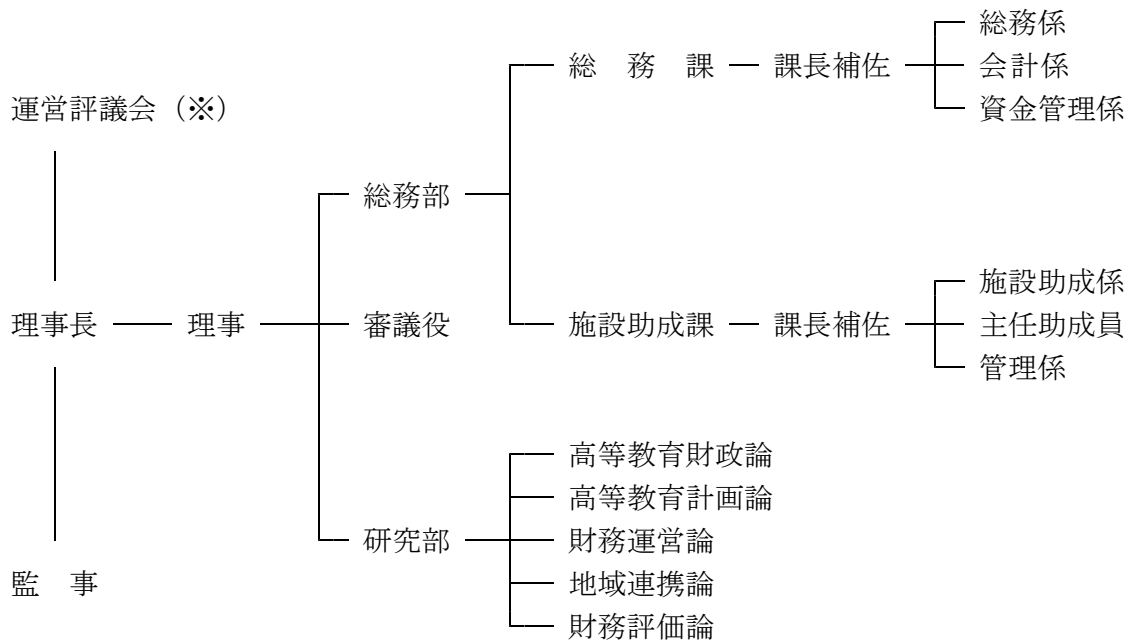 総務係
総　務　課
課長補佐
会計係
運営評議会（※）
資金管理係
総務部
施設助成係
理事長
理事
審議役
施設助成課
課長補佐
主任助成員
管理係
高等教育財政論
高等教育計画論
研究部
財務運営論
監　事
地域連携論
財務評価論